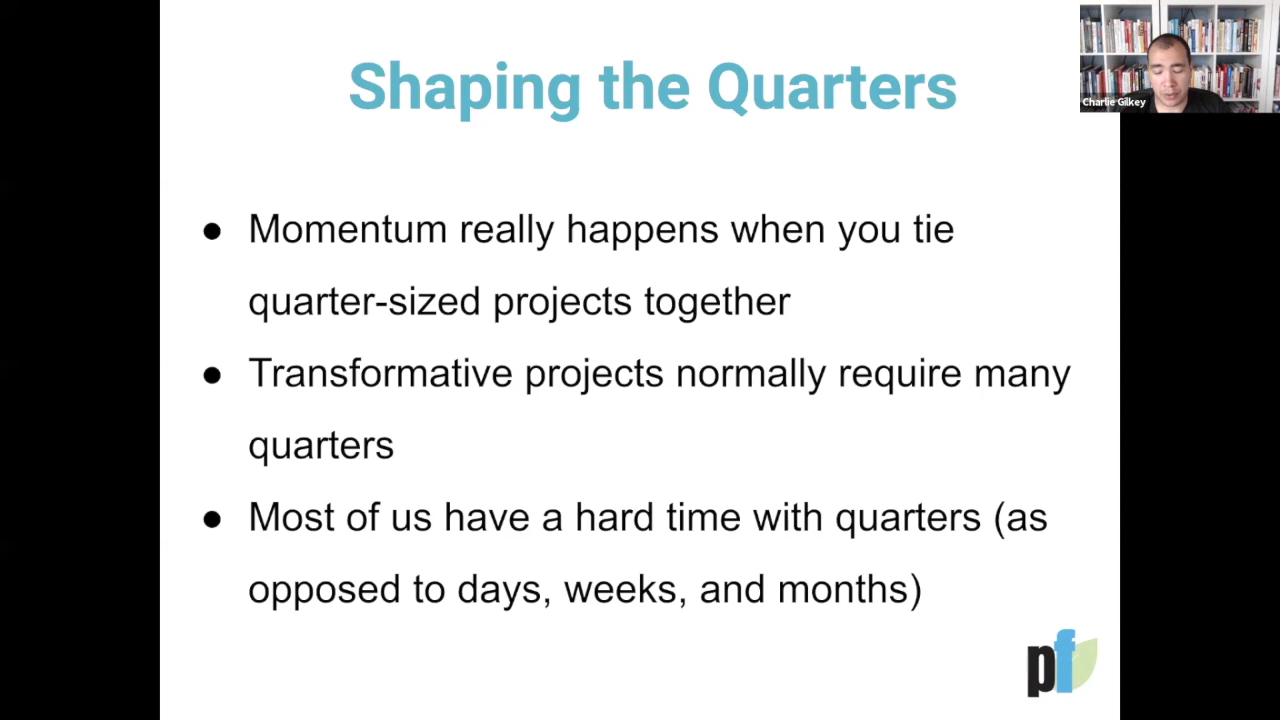 Shaping the Quarters
Charlie Gilkey
● Momentum really happens when you tie
quarter-sized projects together
● Transformative projects normally require many
quarters
● Most of us have a hard time with quarters (as
opposed to days, weeks, and months)
pf